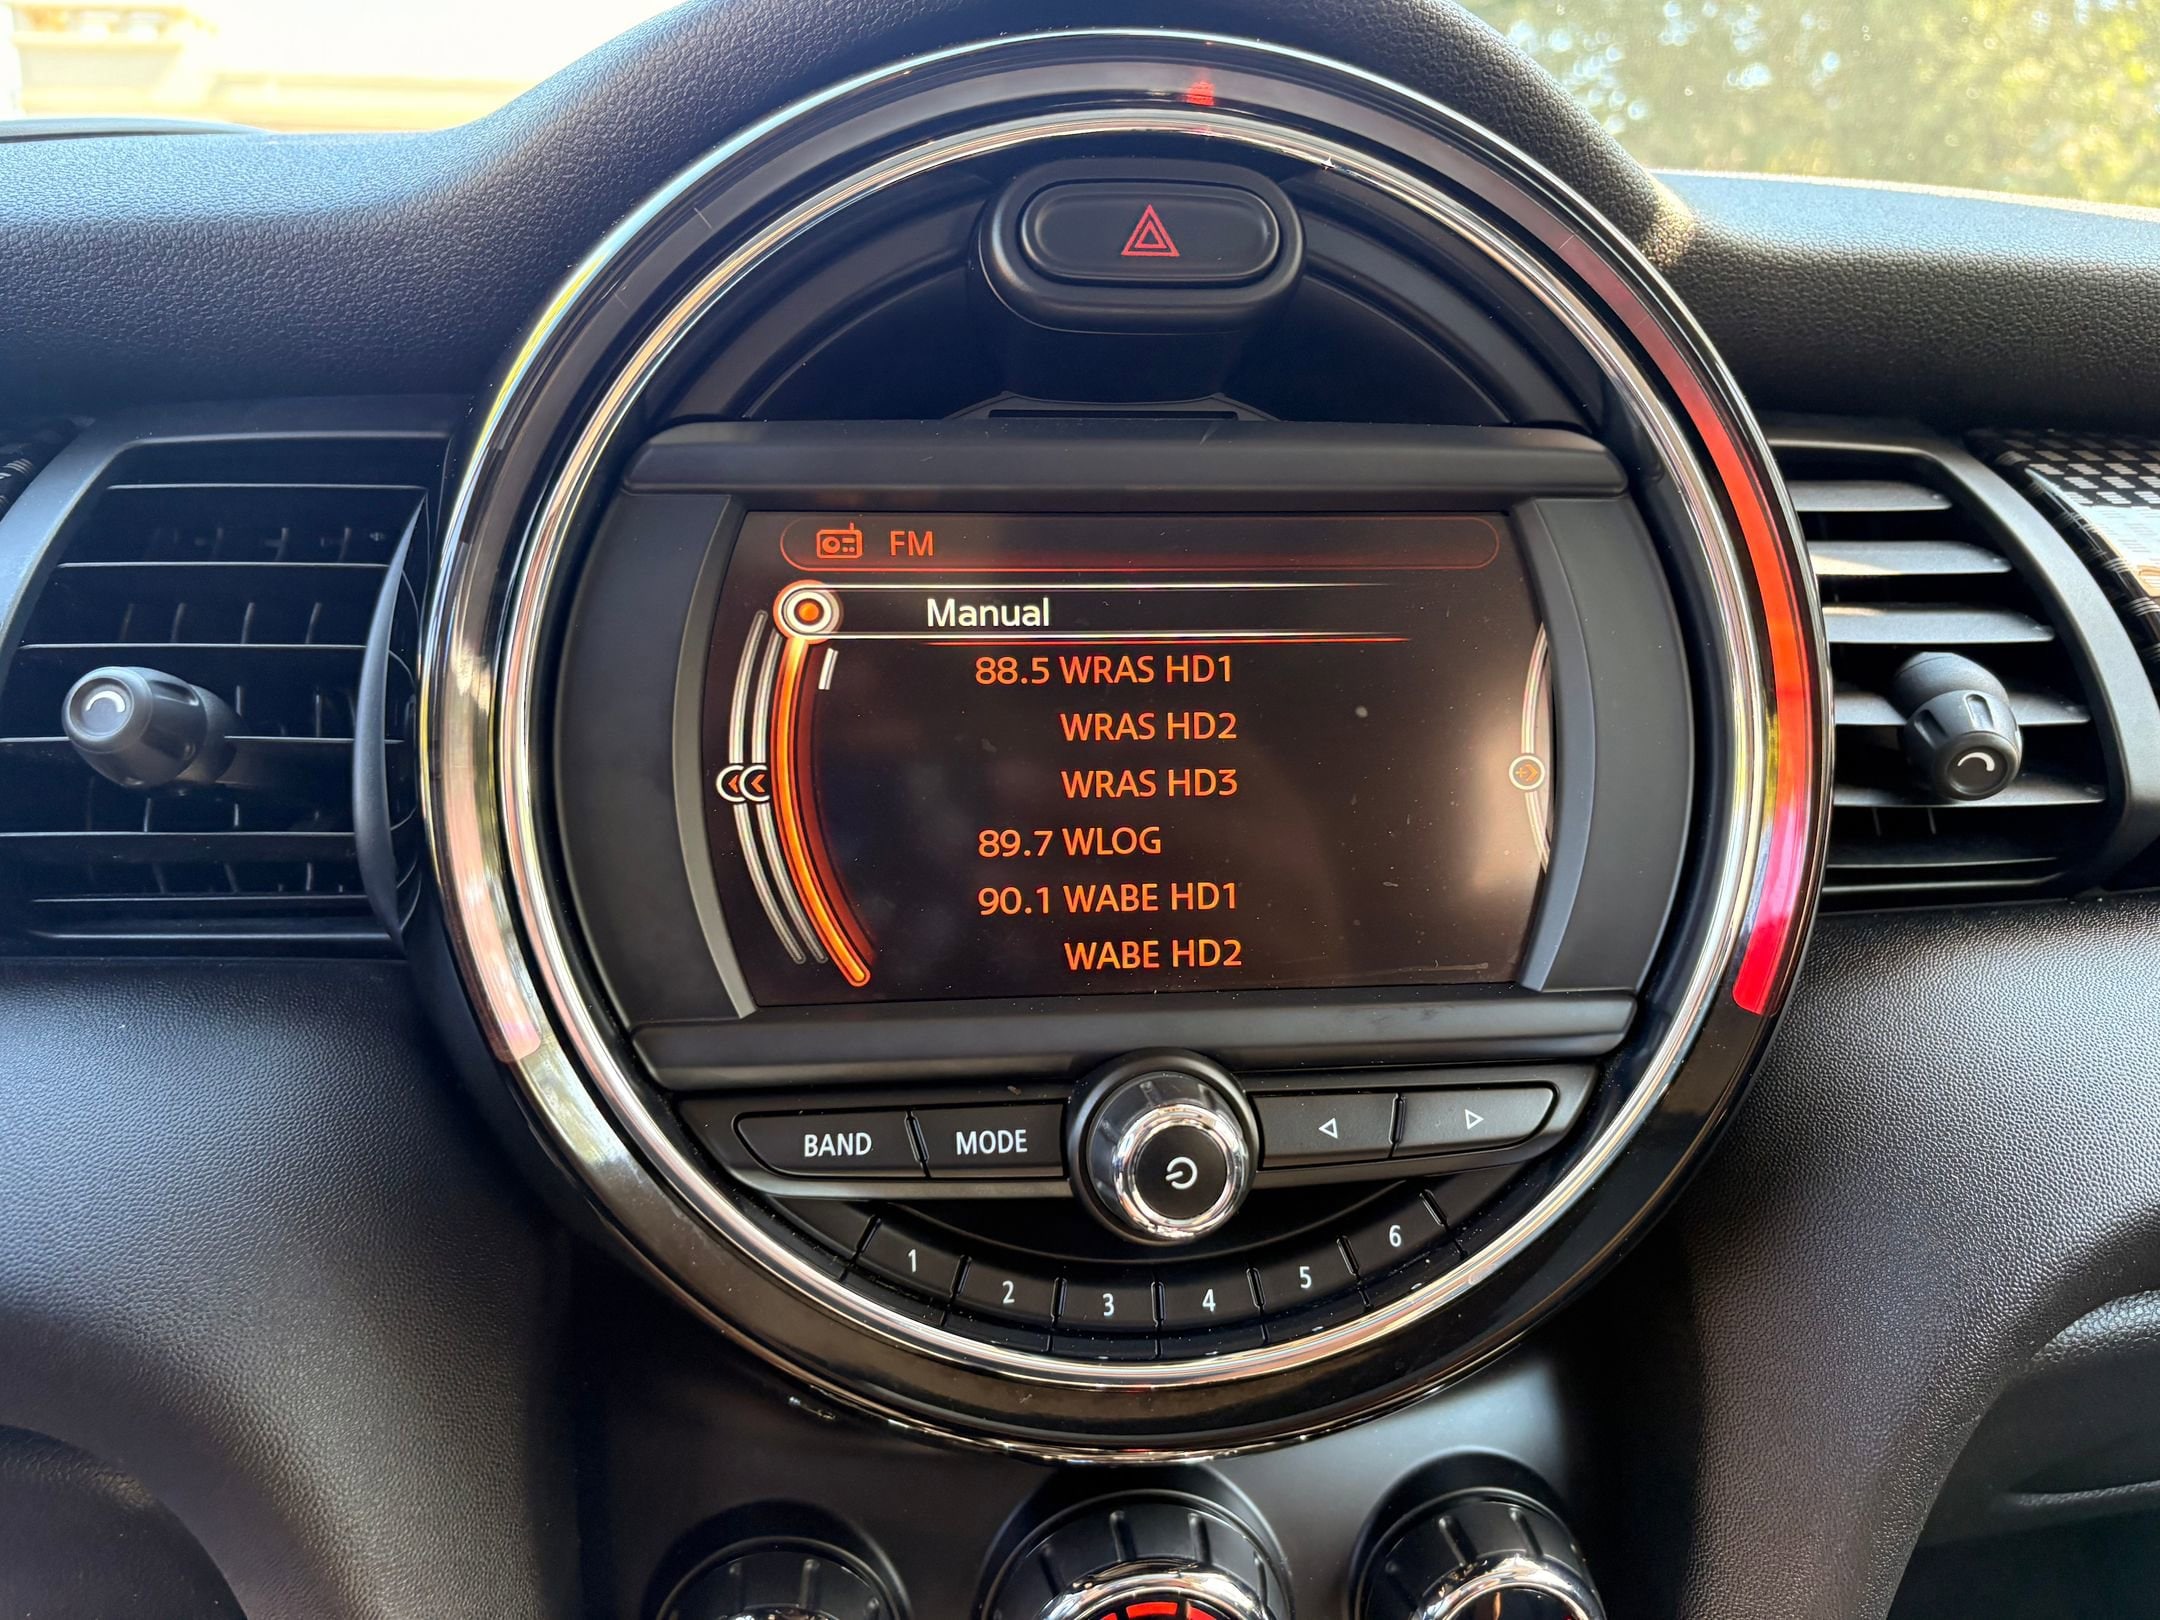 FM
Manual
88.5 WRAS HD1
WRAS HD2
WRAS HD3
89.7 WLOG
90.1 WABE HD1
WABE HD2
BAND MODE
1 2 3 4 5 6